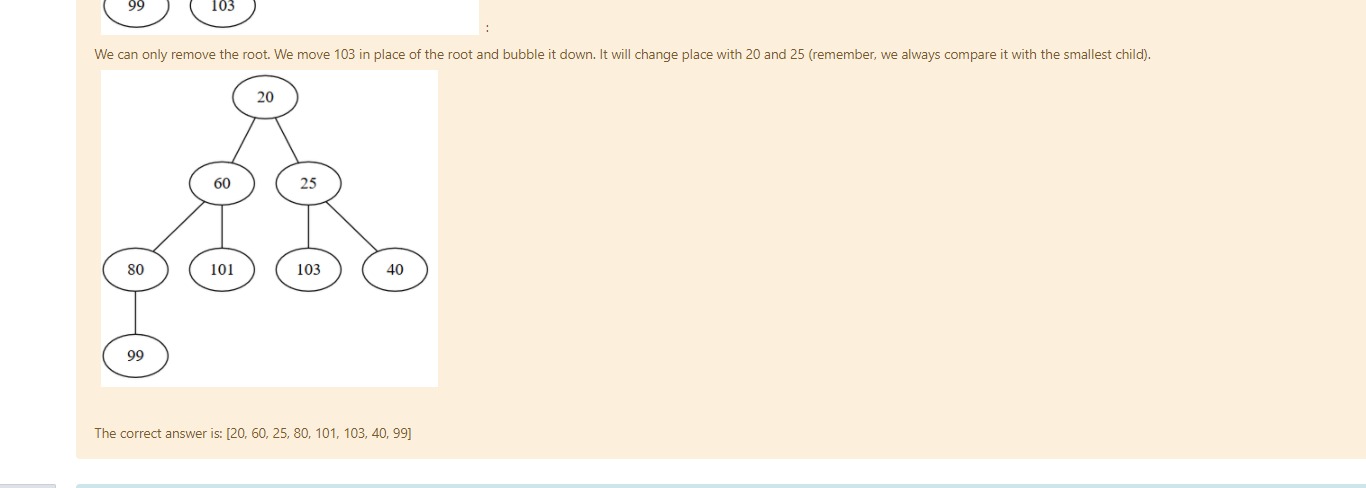 99 103
:
We can only remove the root. We move 103 in place of the root and bubble it down. It will change place with 20 and 25 (remember, we always compare it with the smallest child).
20
60 25
80 101 103 40
99
The correct answer is: [20, 60, 25, 80, 101, 103, 40, 99]